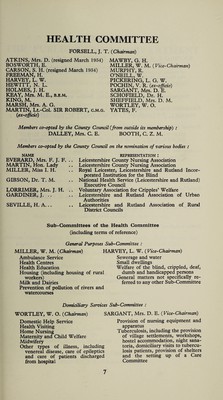 HEALTH COMMITTEE
FORSELL, J. T. (Chairman)
ATKINS, Mrs. D. (resigned March 1954)
BOSWORTH, E.
CARSON, E. H. (resigned March 1954)
FREEMAN, H.
HARVEY, L. W.
HEWITT, N. L.
HOLMES, J. H.
KEAY, Mrs. M. E., R.R.M.
KING, M.
MARSH, Mrs. A. G.
MARTIN, Lt.-Col. SIR ROBERT, C.M.G.
(ex-officio)
MAWBY, G. H.
MILLER, W. M. (Vice-Chairman)
MURPHY, E.
O'NEILL, W.
PICKERING, L. G. W.
POCHIN, V. R. (ex-officio)
SARGANT, Mrs. D. E.
SCHOFIELD, Dr. H.
SHEFFIELD, Mrs. D. M.
WORTLEY, W. O.
YATES, F.
Members co-opted by the County Council (from outside its membership) :
DALLEY, Mrs. C. E.
BOOTH, C. Z. M.
Members co-opted by the County Council on the nomination of various bodies :
NAME
REPRESENTATION :
EVERARD, Mrs. F. J. F. .. Leicestershire County Nursing Association
MARTIN, Hon. Lady .. Leicestershire County Nursing Association
MILLER, Miss I. H. .. Royal Leicester, Leicestershire and Rutland Incorporated Institution for the Blind
GIBSON, Dr. T. M. .. National Health Service (Leicestershire and Rutland) Executive Council
LORRIMER, Mrs. J. H. .. Voluntary Association for Cripples' Welfare
GARDINER, J. .. Leicestershire and Rutland Association of Urban Authorities
SEVILLE, H. A. .. Leicestershire and Rutland Association of Rural District Councils
Sub-Committees of the Health Committee
(including terms of reference)
General Purposes Sub-Committee :
MILLER, W. M. (Chairman)
HARVEY, L. W. (Vice-Chairman)
Ambulance Service
Health Centres
Health Education
Housing (including housing of rural workers)
Milk and Dairies
Prevention of pollution of rivers and watercourses
Sewerage and water
Small dwellings
Welfare of the blind, crippled, deaf, dumb and handicapped persons
General matters not specifically referred to any other Sub-Committee
Domiciliary Services Sub-Committee :
WORTLEY, W. O. (Chairman)
SARGANT, Mrs. D. E. (Vice-Chairman)
Domestic Help Service
Health Visiting
Home Nursing
Maternity and Child Welfare
Midwifery
Other types of illness, including venereal disease, care of epileptics and care of patients discharged from hospital
Provision of nursing equipment and apparatus
Tuberculosis, including the provision of village settlements, workshops, hostel accommodation, night sanatoria, domiciliary visits to tuberculous patients, provision of shelters and the setting up of a Care Committee
7